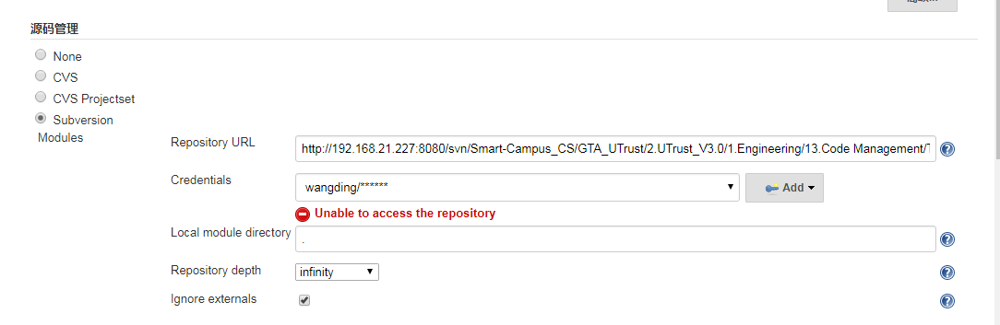 源码管理
None
CVS
CVS Projectset
Subversion
Modules
Repository URL
http://192.168.21.227:8080/svn/Smart-Campus_CS/GTA_UTrust/2.UTrust_V3.0/1.Engineering/13.Code Management/
Credentials
wangding/******
Add
Unable to access the repository
Local module directory
.
Repository depth
infinity
Ignore externals